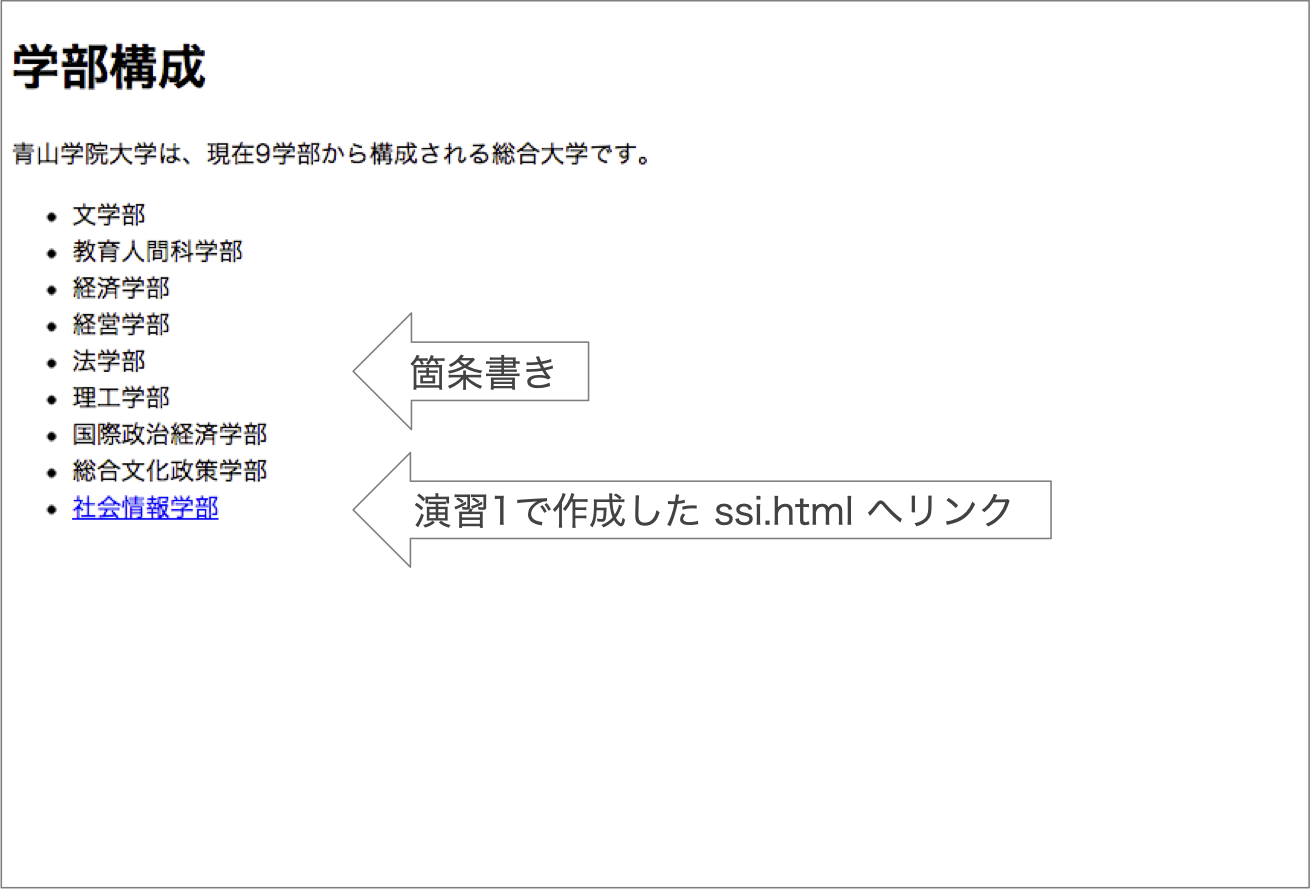 学部構成
青山学院大学は、現在9学部から構成される総合大学です。
文学部
教育人間科学部
経済学部
経営学部
法学部
理工学部
国際政治経済学部
総合文化政策学部
社会情報学部
箇条書き
演習1で作成した ssi.html へリンク